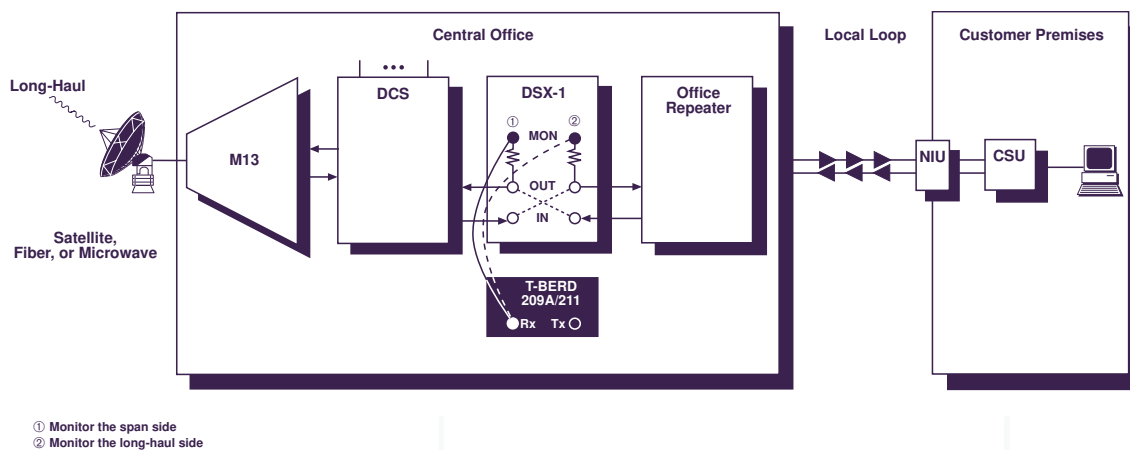 Central Office
Local Loop
Customer Premises
Long-Haul
M13
•••
DCS
DSX-1
① ②
MON
OUT
IN
Office
Repeater
NIU
CSU
Satellite,
Fiber, or Microwave
T-BERD
209A/211
Rx Tx
① Monitor the span side
② Monitor the long-haul side